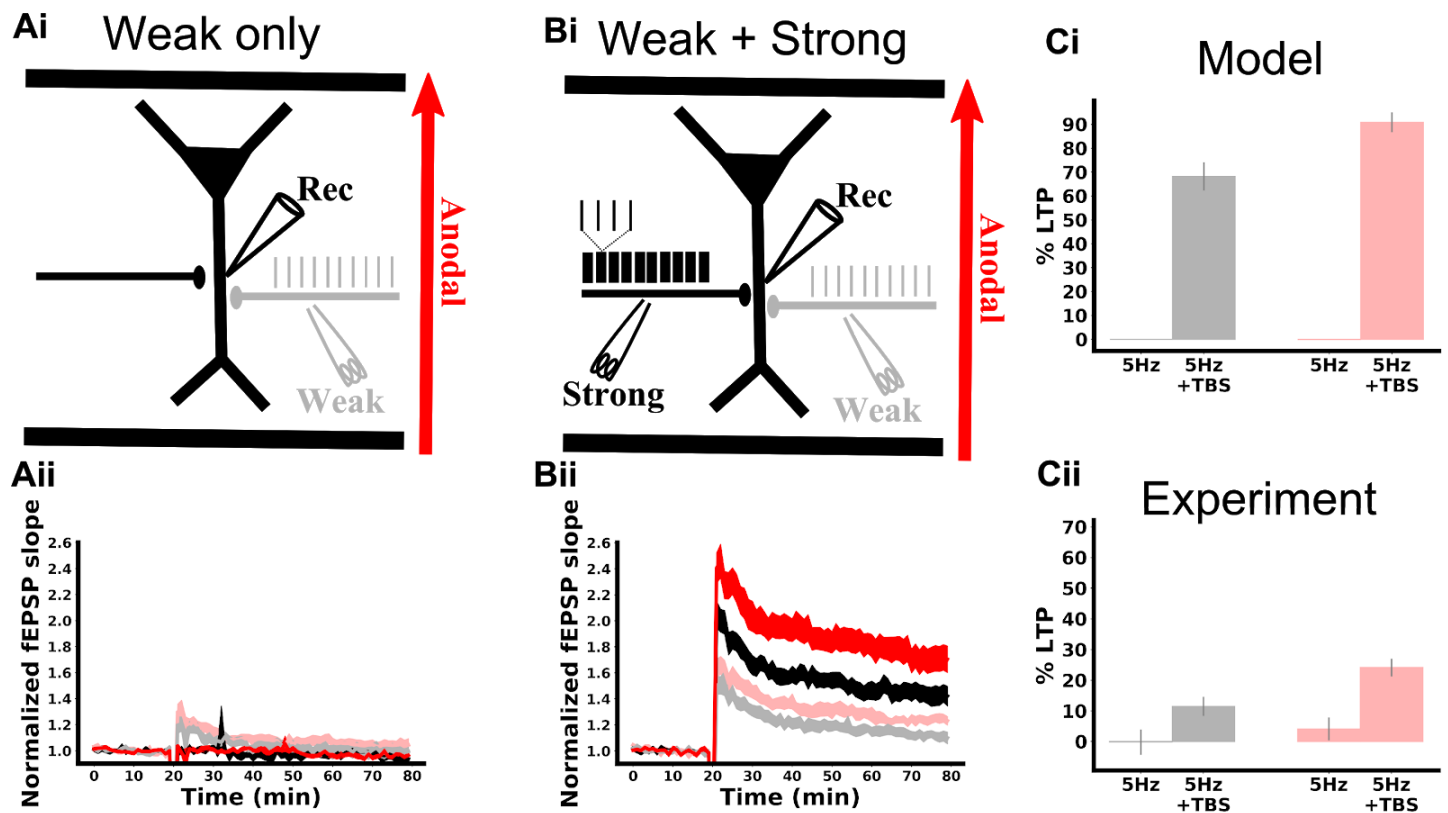 Ai
Weak only
Rec
Anodal
Weak
Bi
Weak + Strong
Rec
Anodal
Strong
Weak
Ci
Model
% LTP
90
80
70
60
50
40
30
20
10
0
5Hz
5Hz
+TBS
5Hz
5Hz
+TBS
Aii
Normalized fEPSP slope
2.6
2.4
2.2
2.0
1.8
1.6
1.4
1.2
1.0
0 10 20 30 40 50 60 70 80
Time (min)
Bii
Normalized fEPSP slope
2.6
2.4
2.2
2.0
1.8
1.6
1.4
1.2
1.0
0 10 20 30 40 50 60 70 80
Time (min)
Cii
Experiment
% LTP
70
60
50
40
30
20
10
0
5Hz
5Hz
+TBS
5Hz
5Hz
+TBS